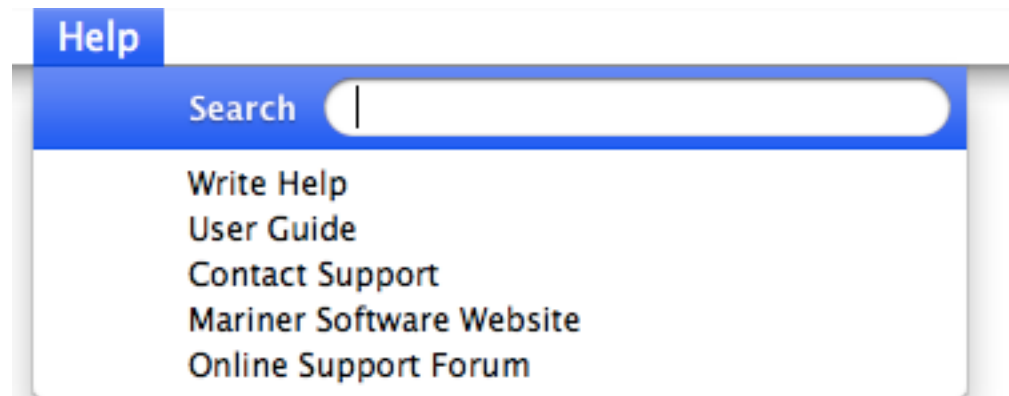 Help
Search
Write Help
User Guide
Contact Support
Mariner Software Website
Online Support Forum